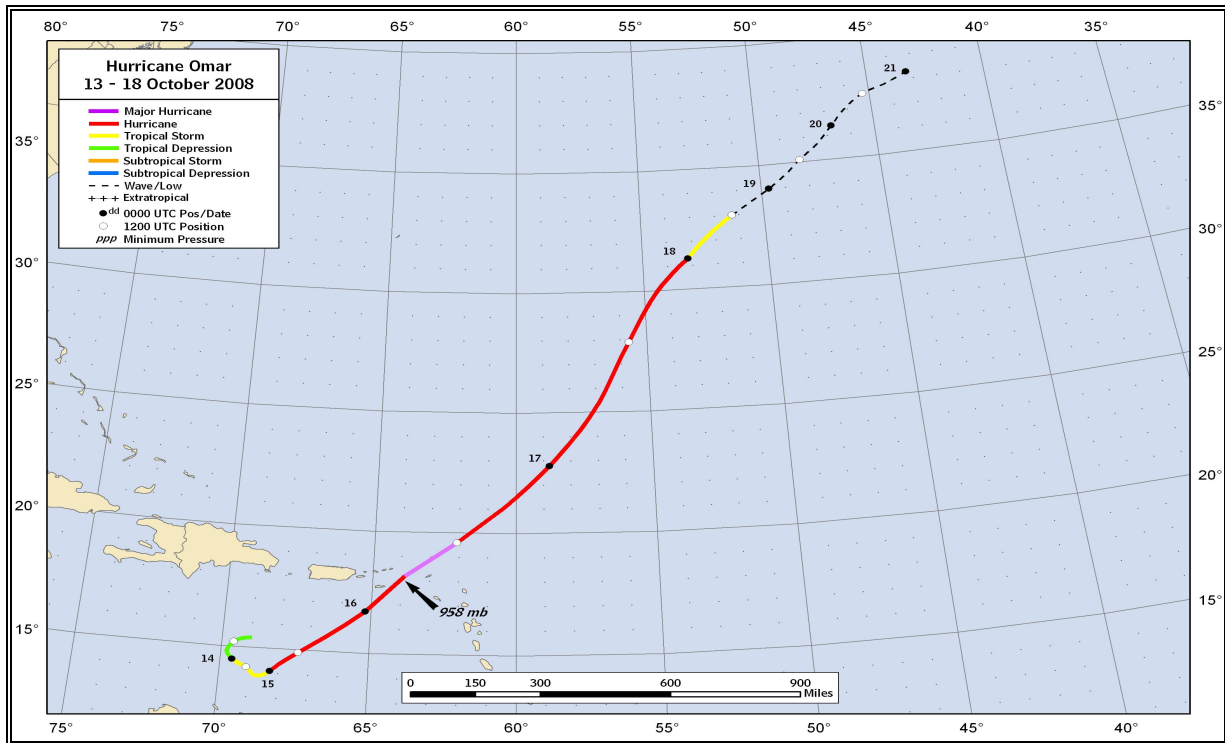 80° 75° 70° 65° 60° 55° 50° 45° 40° 35°
Hurricane Omar
13 - 18 October 2008
Major Hurricane
Hurricane
Tropical Storm
Tropical Depression
Subtropical Storm
Subtropical Depression
Wave/Low
Extratropical
dd 0000 UTC Pos/Date
1200 UTC Position
ppp Minimum Pressure
21
35°
20
35°
19
30°
18
30°
25°
25°
20°
17
20°
15°
16
958 mb
15°
14
15
0 150 300 600 900
Miles
75° 70° 65° 60° 55° 50° 45° 40°